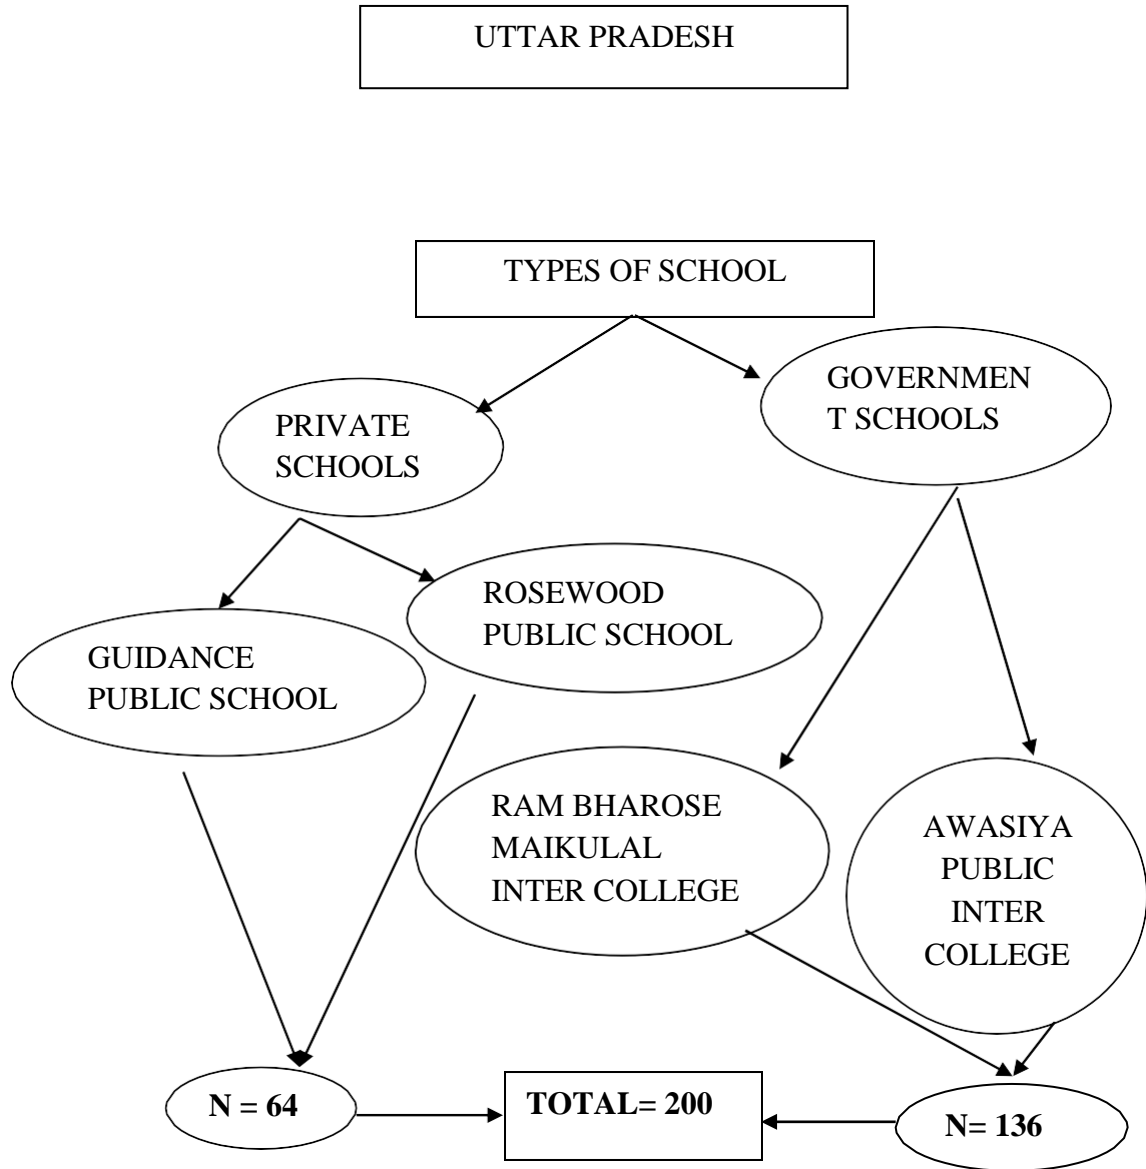 UTTAR PRADESH
TYPES OF SCHOOL
GOVERNMEN
T SCHOOLS
PRIVATE
SCHOOLS
ROSEWOOD
PUBLIC SCHOOL
GUIDANCE
PUBLIC SCHOOL
RAM BHAROSE
MAIKULAL
INTER COLLEGE
AWASIYA
PUBLIC
INTER
COLLEGE
N = 64
TOTAL= 200
N= 136